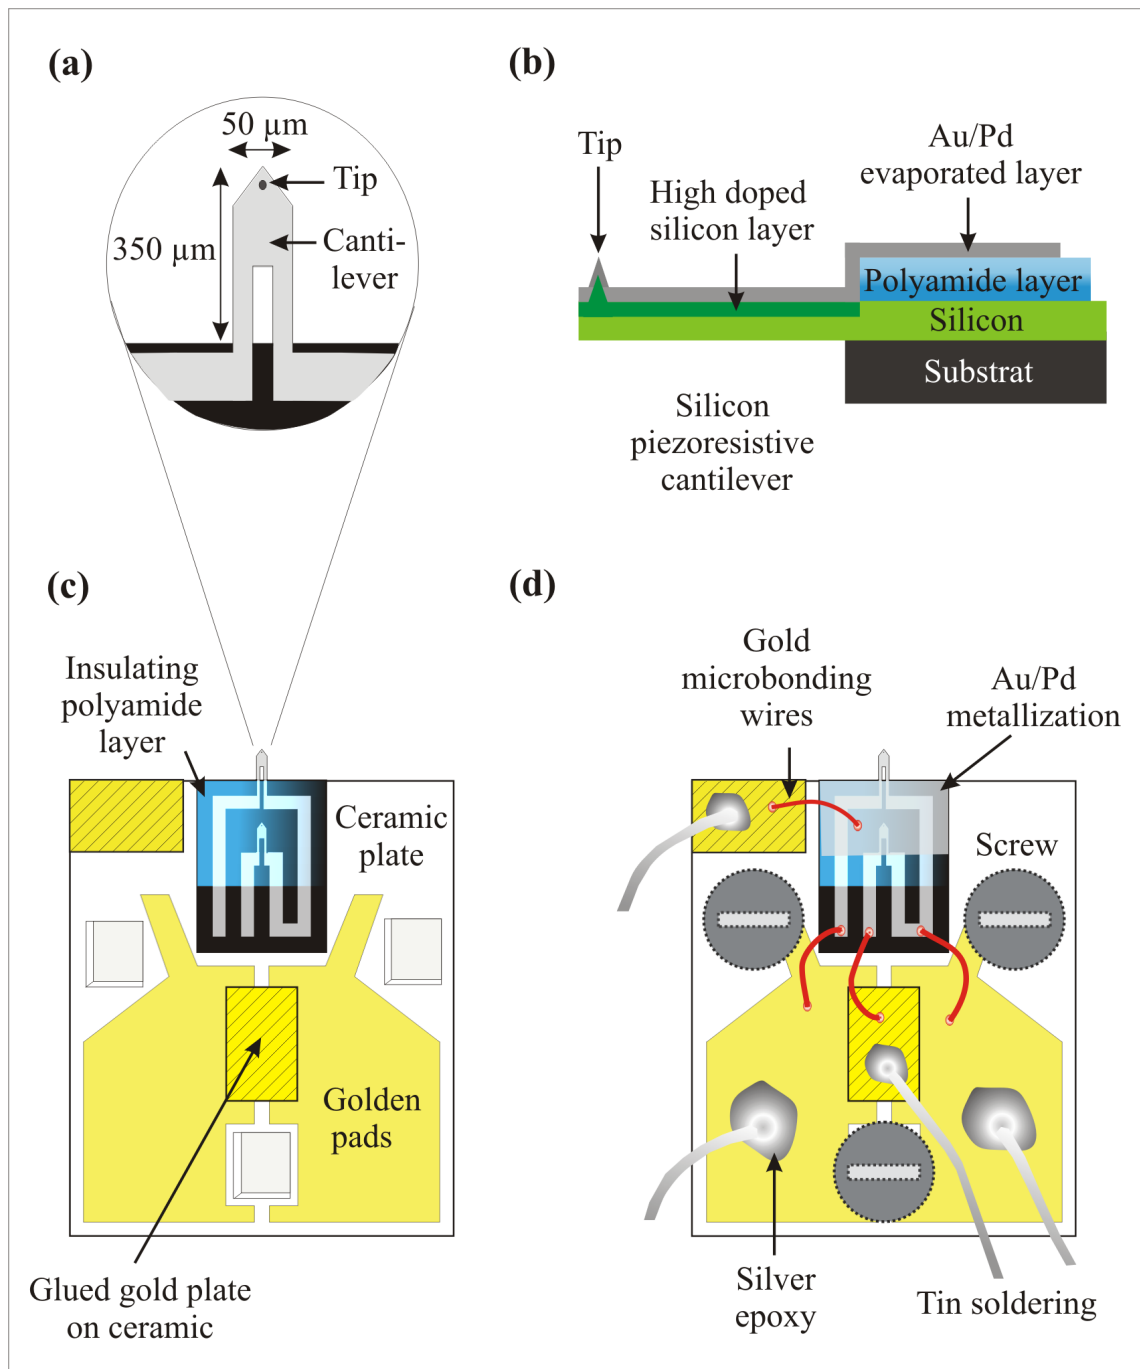 (a)
50 µm
Tip
350 µm
Canti-
lever
(b)
Tip
Au/Pd
evaporated layer
High doped
silicon layer
Polyamide layer
Silicon
Substrat
Silicon
piezoresistive
cantilever
(c)
Insulating
polyamide
layer
Ceramic
plate
Golden
pads
Glued gold plate
on ceramic
(d)
Gold
microbonding
wires
Au/Pd
metallization
Screw
Silver
epoxy
Tin soldering